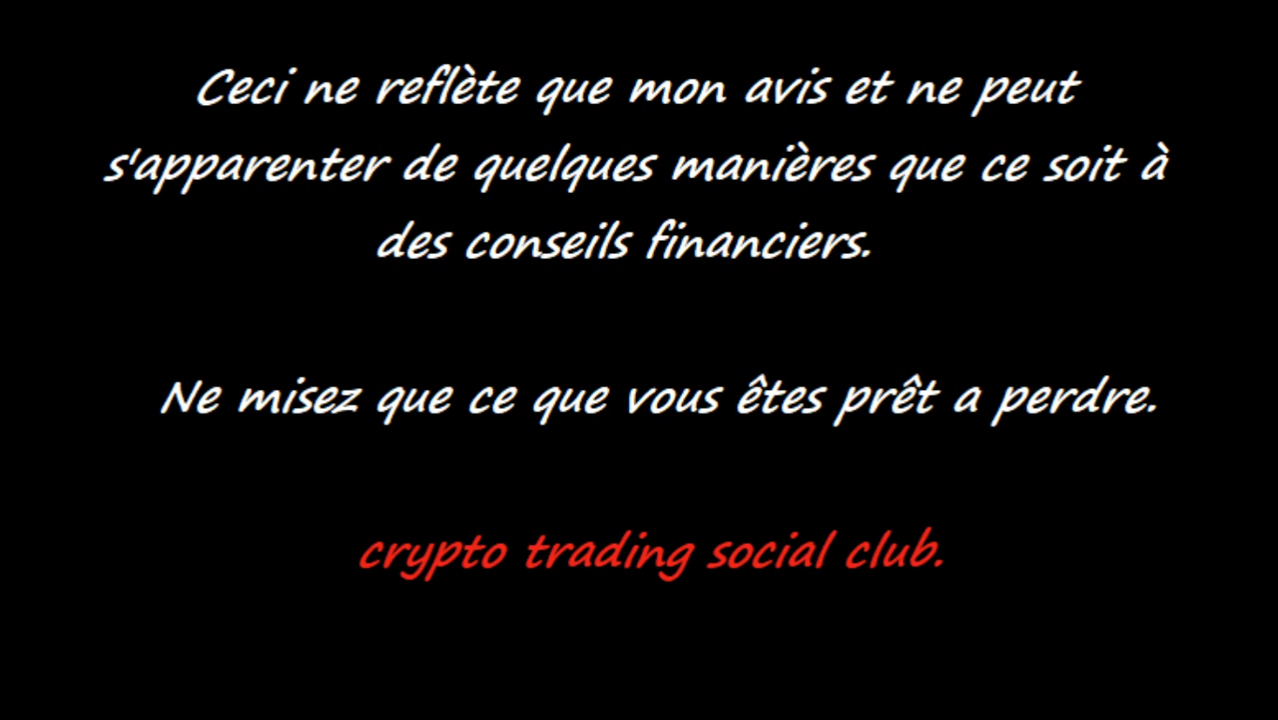 Ceci ne reflète que mon avis et ne peut
s'apparenter de quelques manières que ce soit à
des conseils financiers.
Ne misez que ce que vous êtes prêt a perdre.
crypto trading social club.